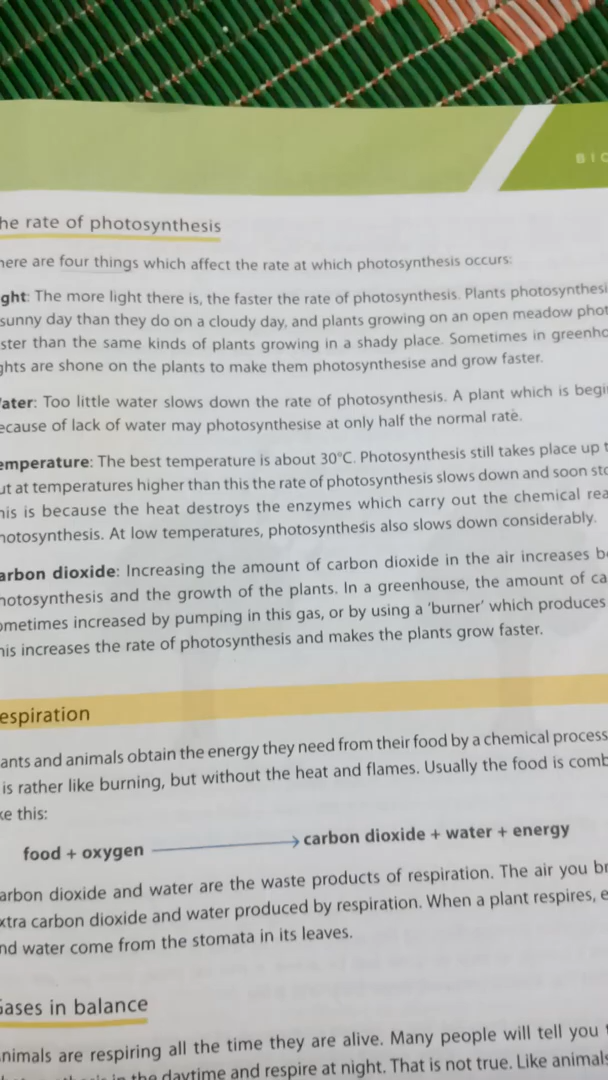 BIO
he rate of photosynthesis
here are four things which affect the rate at which photosynthesis occurs:
ght: The more light there is, the faster the rate of photosynthesis. Plants photosynthesi
sunny day than they do on a cloudy day, and plants growing on an open meadow phot
ster than the same kinds of plants growing in a shady place. Sometimes in greenho
ghts are shone on the plants to make them photosynthesise and grow faster.
ater: Too little water slows down the rate of photosynthesis. A plant which is begi
ecause of lack of water may photosynthesise at only half the normal rate.
emperature: The best temperature is about 30°C. Photosynthesis still takes place up t
ut at temperatures higher than this the rate of photosynthesis slows down and soon sto
his is because the heat destroys the enzymes which carry out the chemical rea
hotosynthesis. At low temperatures, photosynthesis also slows down considerably.
arbon dioxide: Increasing the amount of carbon dioxide in the air increases b
hotosynthesis and the growth of the plants. In a greenhouse, the amount of ca
ometimes increased by pumping in this gas, or by using a 'burner' which produces
his increases the rate of photosynthesis and makes the plants grow faster.
espiration
ants and animals obtain the energy they need from their food by a chemical process
is rather like burning, but without the heat and flames. Usually the food is comb
ke this:
food + oxygen → carbon dioxide + water + energy
arbon dioxide and water are the waste products of respiration. The air you br
xtra carbon dioxide and water produced by respiration. When a plant respires, e
nd water come from the stomata in its leaves.
Gases in balance
nimals are respiring all the time they are alive. Many people will tell you t
in the daytime and respire at night. That is not true. Like animals